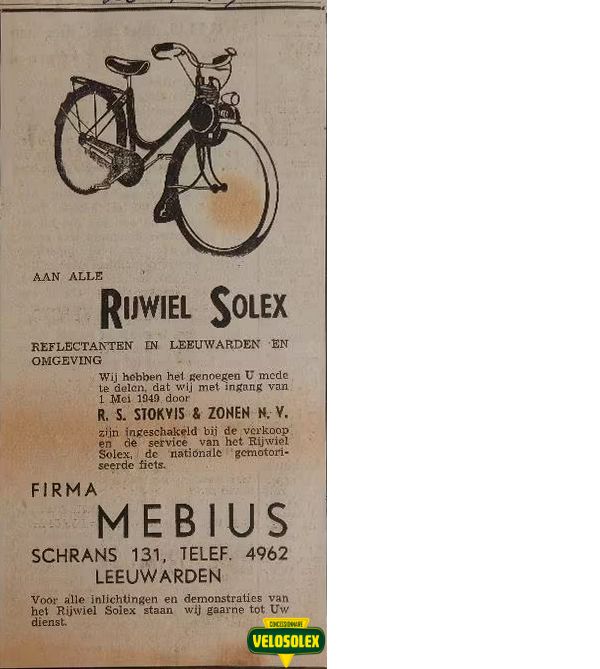 AAN ALLE
RIJWIEL SOLEX
REFLECTANTEN IN LEEUWARDEN EN
OMGEVING
Wij hebben het genoegen U mede
te delen, dat wij met ingang van
1 Mei 1949 door
R. S. STOKVIS & ZONEN N. V.
zijn ingeschakeld bij de verkoop
en de service van het Rijwiel
Solex, de nationale gemotori-
seerde fiets.
FIRMA
MEBIUS
SCHRANS 131, TELEF. 4962
LEEUWARDEN
Voor alle inlichtingen en demonstraties van
het Rijwiel Solex staan wij gaarne tot Uw
dienst.
CONCESSIONNAIRE
VELOSOLEX